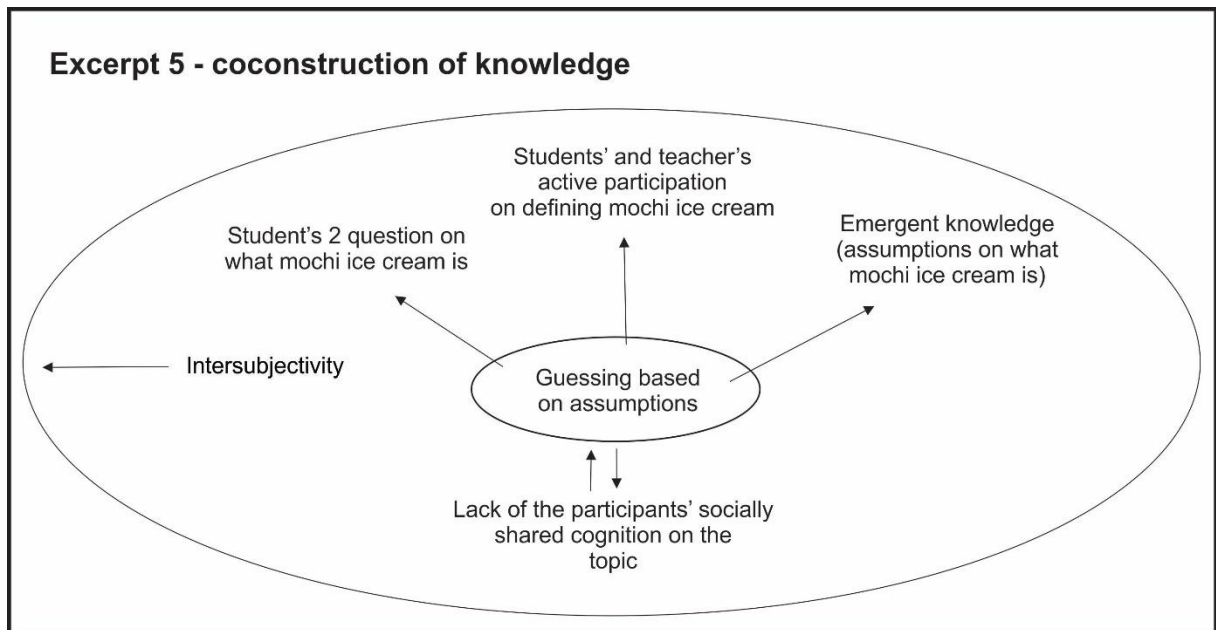 Excerpt 5 - coconstruction of knowledge
Students’ and teacher’s
active participation
on defining mochi ice cream
Student’s 2 question on
what mochi ice cream is
Emergent knowledge
(assumptions on what
mochi ice cream is)
Intersubjectivity
Guessing based
on assumptions
Lack of the participants’ socially
shared cognition on the
topic